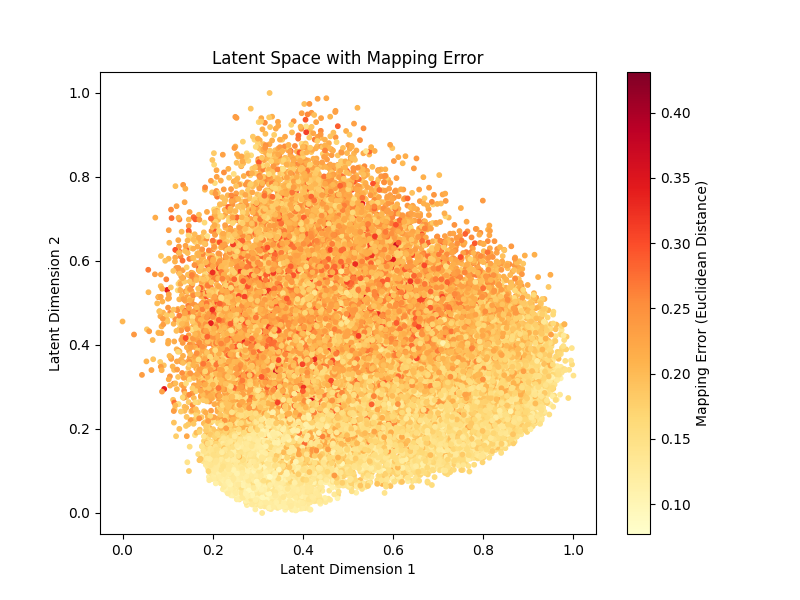 Latent Space with Mapping Error
1.0
0.8
0.6
0.4
0.2
0.0
Latent Dimension 2
0.0 0.2 0.4 0.6 0.8 1.0
Latent Dimension 1
0.40
0.35
0.30
0.25
0.20
0.15
0.10
Mapping Error (Euclidean Distance)